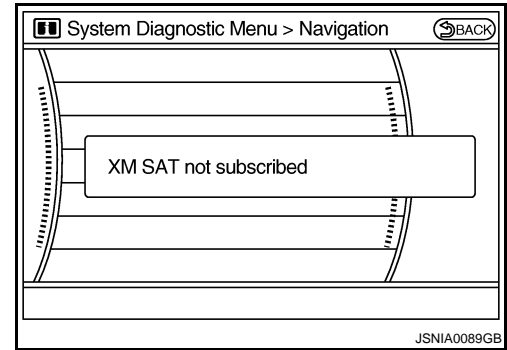 System Diagnostic Menu > Navigation BACK
XM SAT not subscribed
JSNIA0089GB